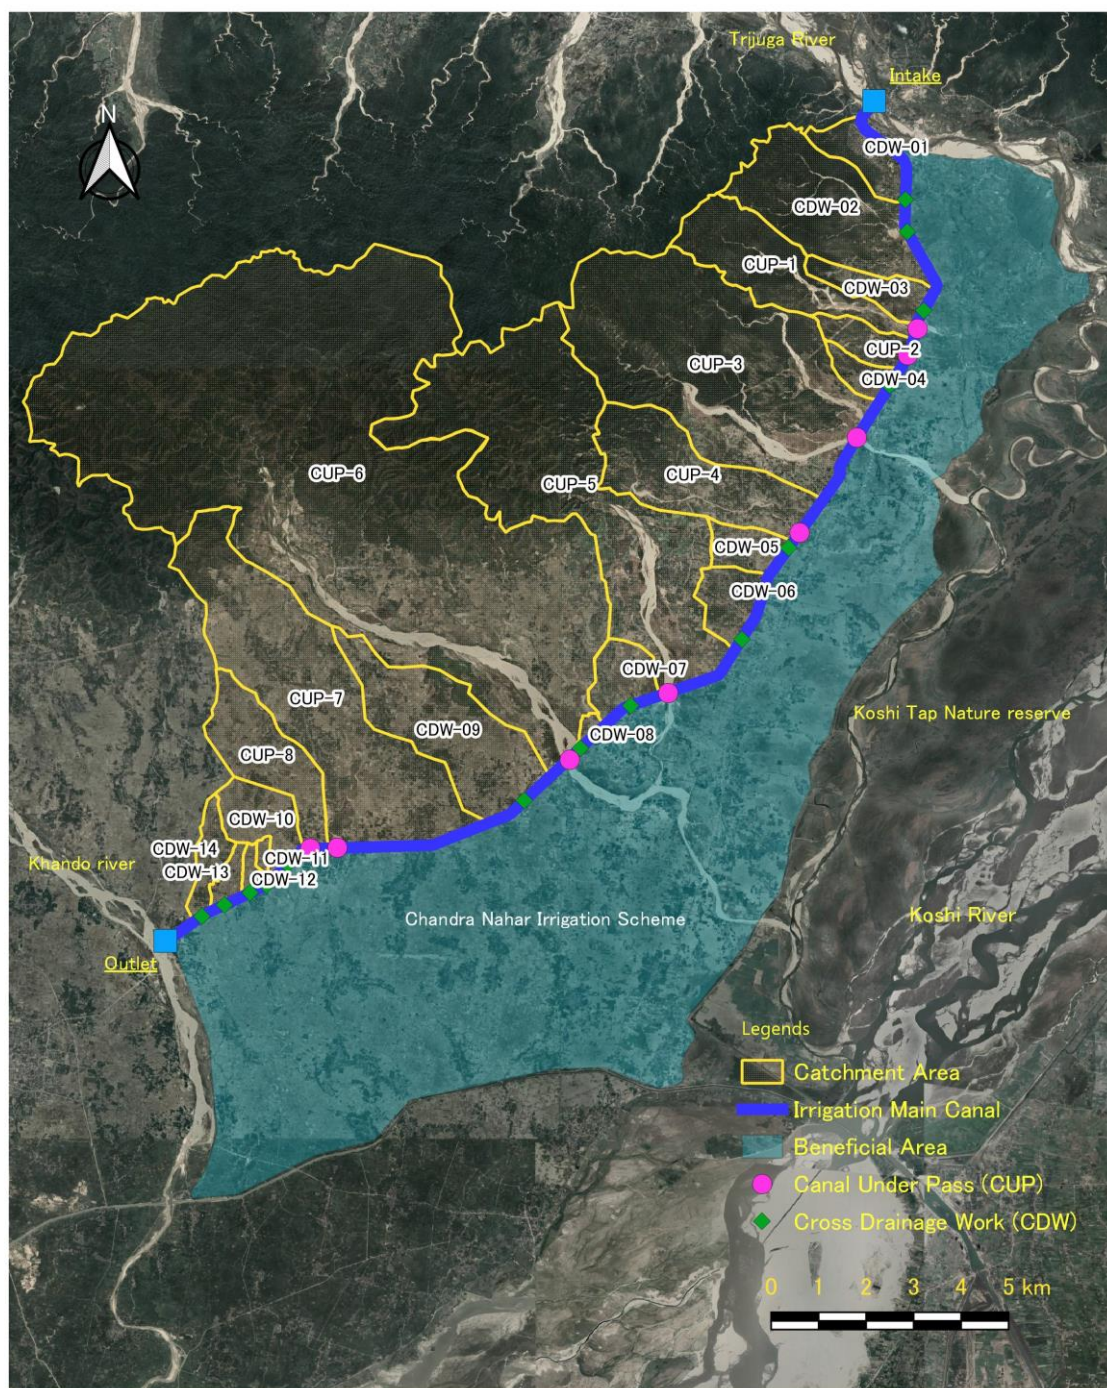 Trijuga River
Intake
N
CDW-01
CDW-02
CUP-1
CDW-03
CUP-2
CUP-3
CDW-04
CUP-4
CUP-6
CUP-5
CDW-05
CDW-06
CDW-07
CUP-7
Koshi Tap Nature reserve
CDW-09
CDW-08
CUP-8
CDW-10
CDW-14
CDW-11
Khando river
CDW-13
CDW-12
Chandra Nahar Irrigation Scheme
Koshi River
Outlet
Legends
Catchment Area
Irrigation Main Canal
Beneficial Area
Canal Under Pass (CUP)
Cross Drainage Work (CDW)
0 1 2 3 4 5 km